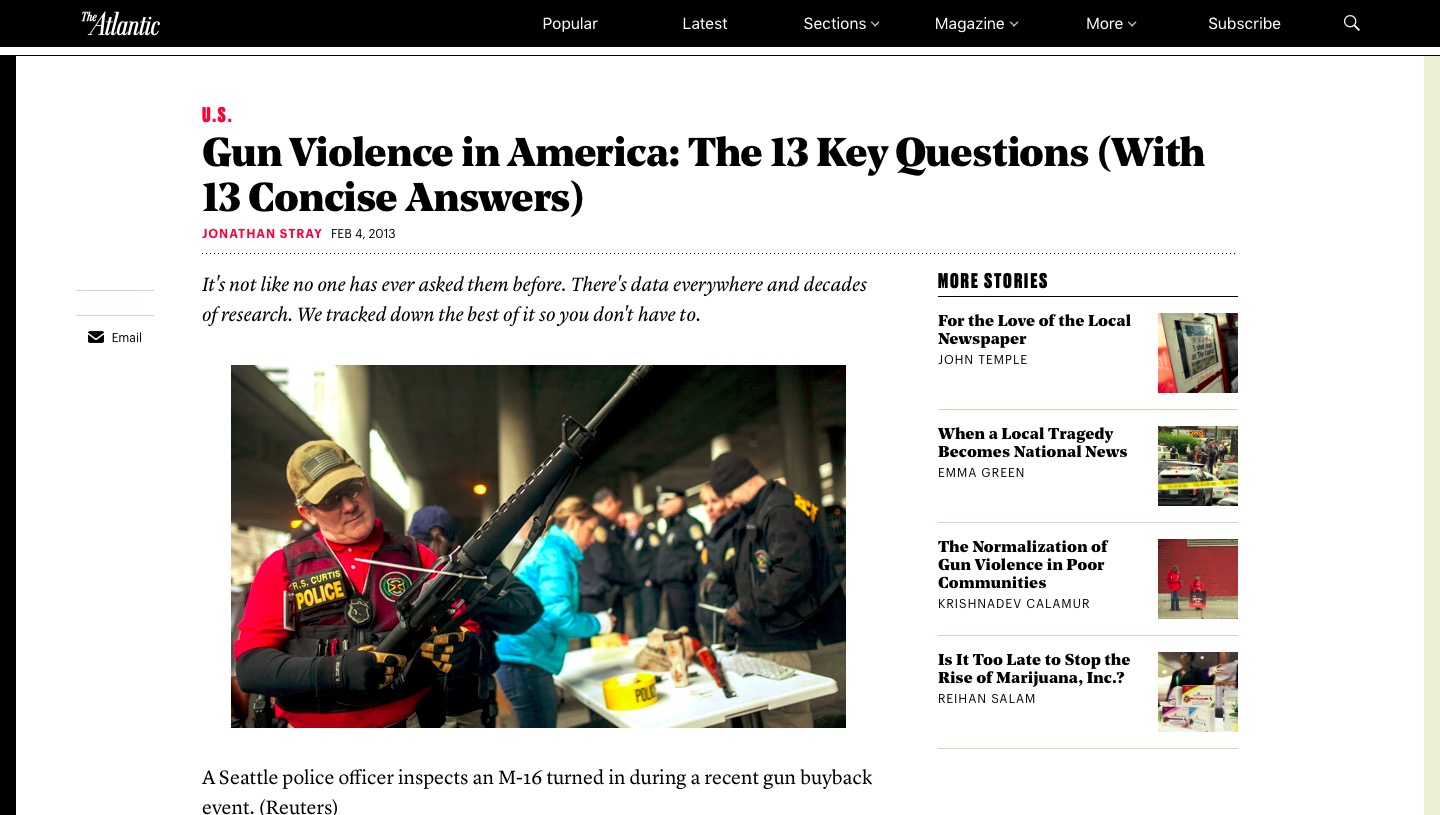 The Atlantic
Popular
Latest
Sections
Magazine
More
Subscribe
U.S.
Gun Violence in America: The 13 Key Questions (With
13 Concise Answers)
JONATHAN STRAY FEB 4, 2013
Email
It's not like no one has ever asked them before. There's data everywhere and decades
of research. We tracked down the best of it so you don't have to.
R.S. CURTIS
POLICE
POLI
A Seattle police officer inspects an M-16 turned in during a recent gun buyback
event. (Reuters)
MORE STORIES
For the Love of the Local
Newspaper
JOHN TEMPLE
When a Local Tragedy
Becomes National News
EMMA GREEN
The Normalization of
Gun Violence in Poor
Communities
KRISHNADEV CALAMUR
Is It Too Late to Stop the
Rise of Marijuana, Inc.?
REIHAN SALAM